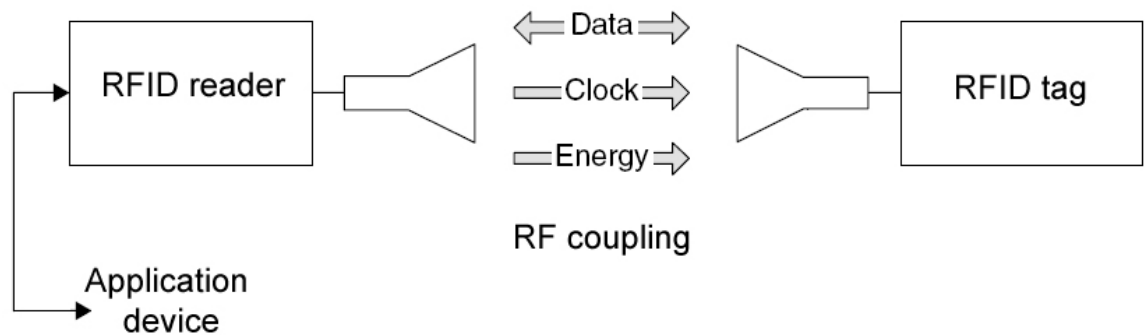 Data
RFID reader
Clock
RFID tag
Energy
RF coupling
Application
device